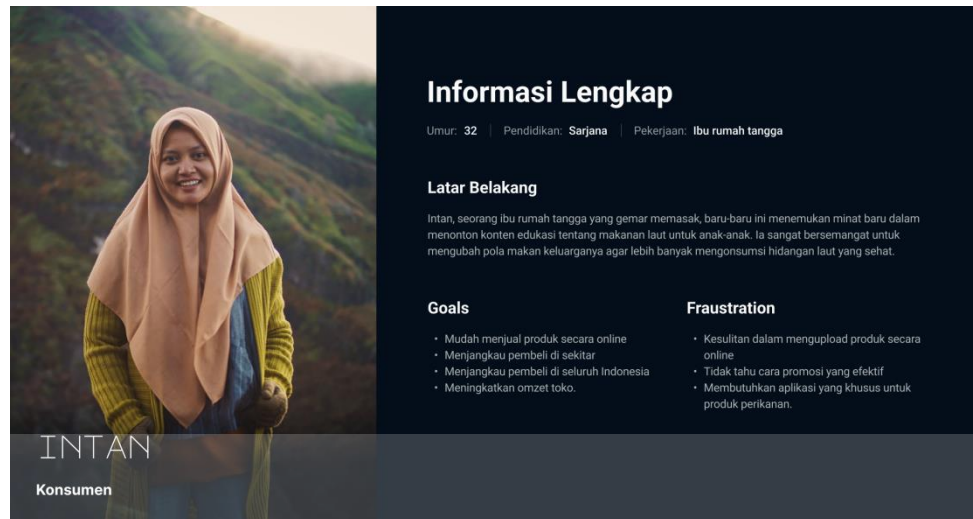 Informasi Lengkap
Umur: 32 | Pendidikan: Sarjana | Pekerjaan: Ibu rumah tangga
Latar Belakang
Intan, seorang ibu rumah tangga yang gemar memasak, baru-baru ini menemukan minat baru dalam
menonton konten edukasi tentang makanan laut untuk anak-anak. Ia sangat bersemangat untuk
mengubah pola makan keluarganya agar lebih banyak mengonsumsi hidangan laut yang sehat.
Goals
• Mudah menjual produk secara online
• Menjangkau pembeli di sekitar
• Menjangkau pembeli di seluruh Indonesia
• Meningkatkan omzet toko.
Fraustration
• Kesulitan dalam mengupload produk secara
online
• Tidak tahu cara promosi yang efektif
• Membutuhkan aplikasi yang khusus untuk
produk perikanan.
INTAN
Konsumen